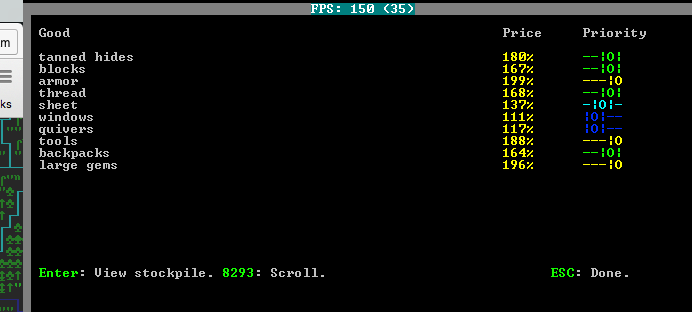 FPS: 150 (35)
m
Good Price Priority
tanned hides 180% --|O|
blocks 167% --|O|
armor 199% ---|O
thread 168% --|O|
sheet 137% -|O|-
windows 111% |O|--
quivers 117% |O|--
tools 188% ---|O
backpacks 164% --|O|
large gems 196% ---|O
ks
Enter: View stockpile. 8293: Scroll. ESC: Done.